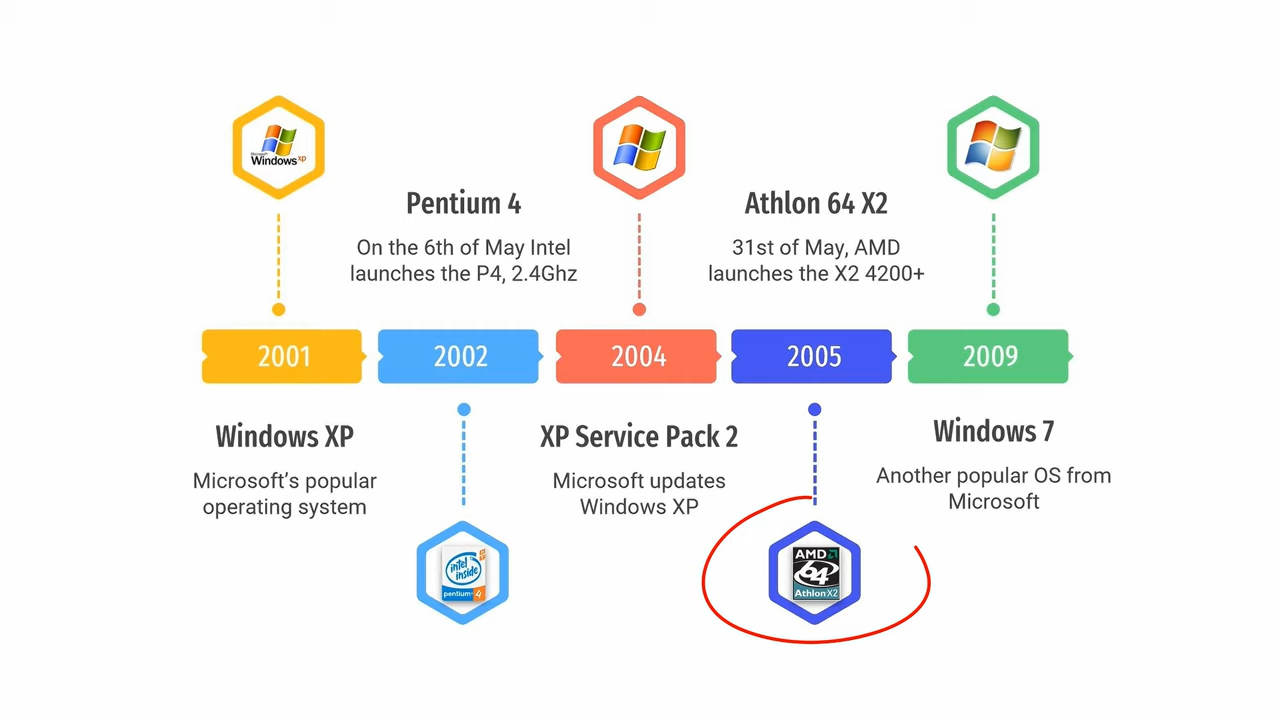 Microsoft
Windows xp
Pentium 4
On the 6th of May Intel
launches the P4, 2.4Ghz
Athlon 64 X2
31st of May, AMD
launches the X2 4200+
2001
2002
2004
2005
2009
Windows XP
Microsoft’s popular
operating system
XP Service Pack 2
Microsoft updates
Windows XP
Windows 7
Another popular OS from
Microsoft
intel
inside
pentium 4
AMD
64
Athlon X2